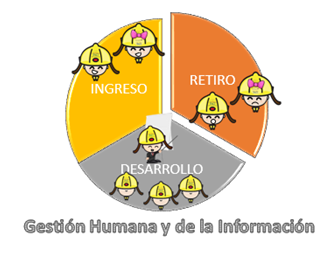 INGRESO
RETIRO
DESARROLLO
Gestión Humana y de la Información